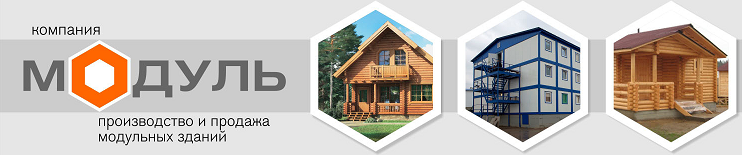 компания
МОДУЛЬ
производство и продажа
модульных зданий